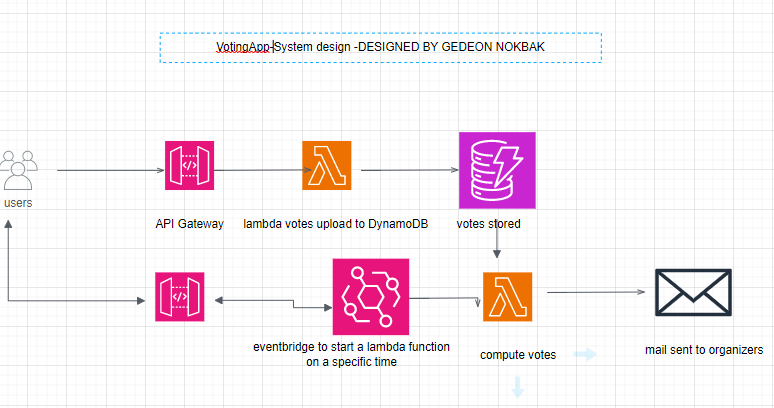 VotingApp-System design -DESIGNED BY GEDEON NOKBAK
users
API Gateway
lambda votes upload to DynamoDB
votes stored
eventbridge to start a lambda function
on a specific time
compute votes
mail sent to organizers